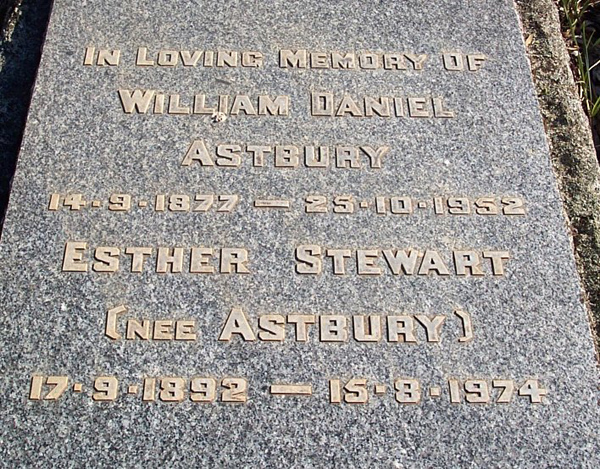 IN LOVING MEMORY OF
WILLIAM DANIEL
ASTBURY
14·9·1877 — 25·10·1952
ESTHER STEWART
(NEE ASTBURY)
17·9·1892 — 15·8·1974